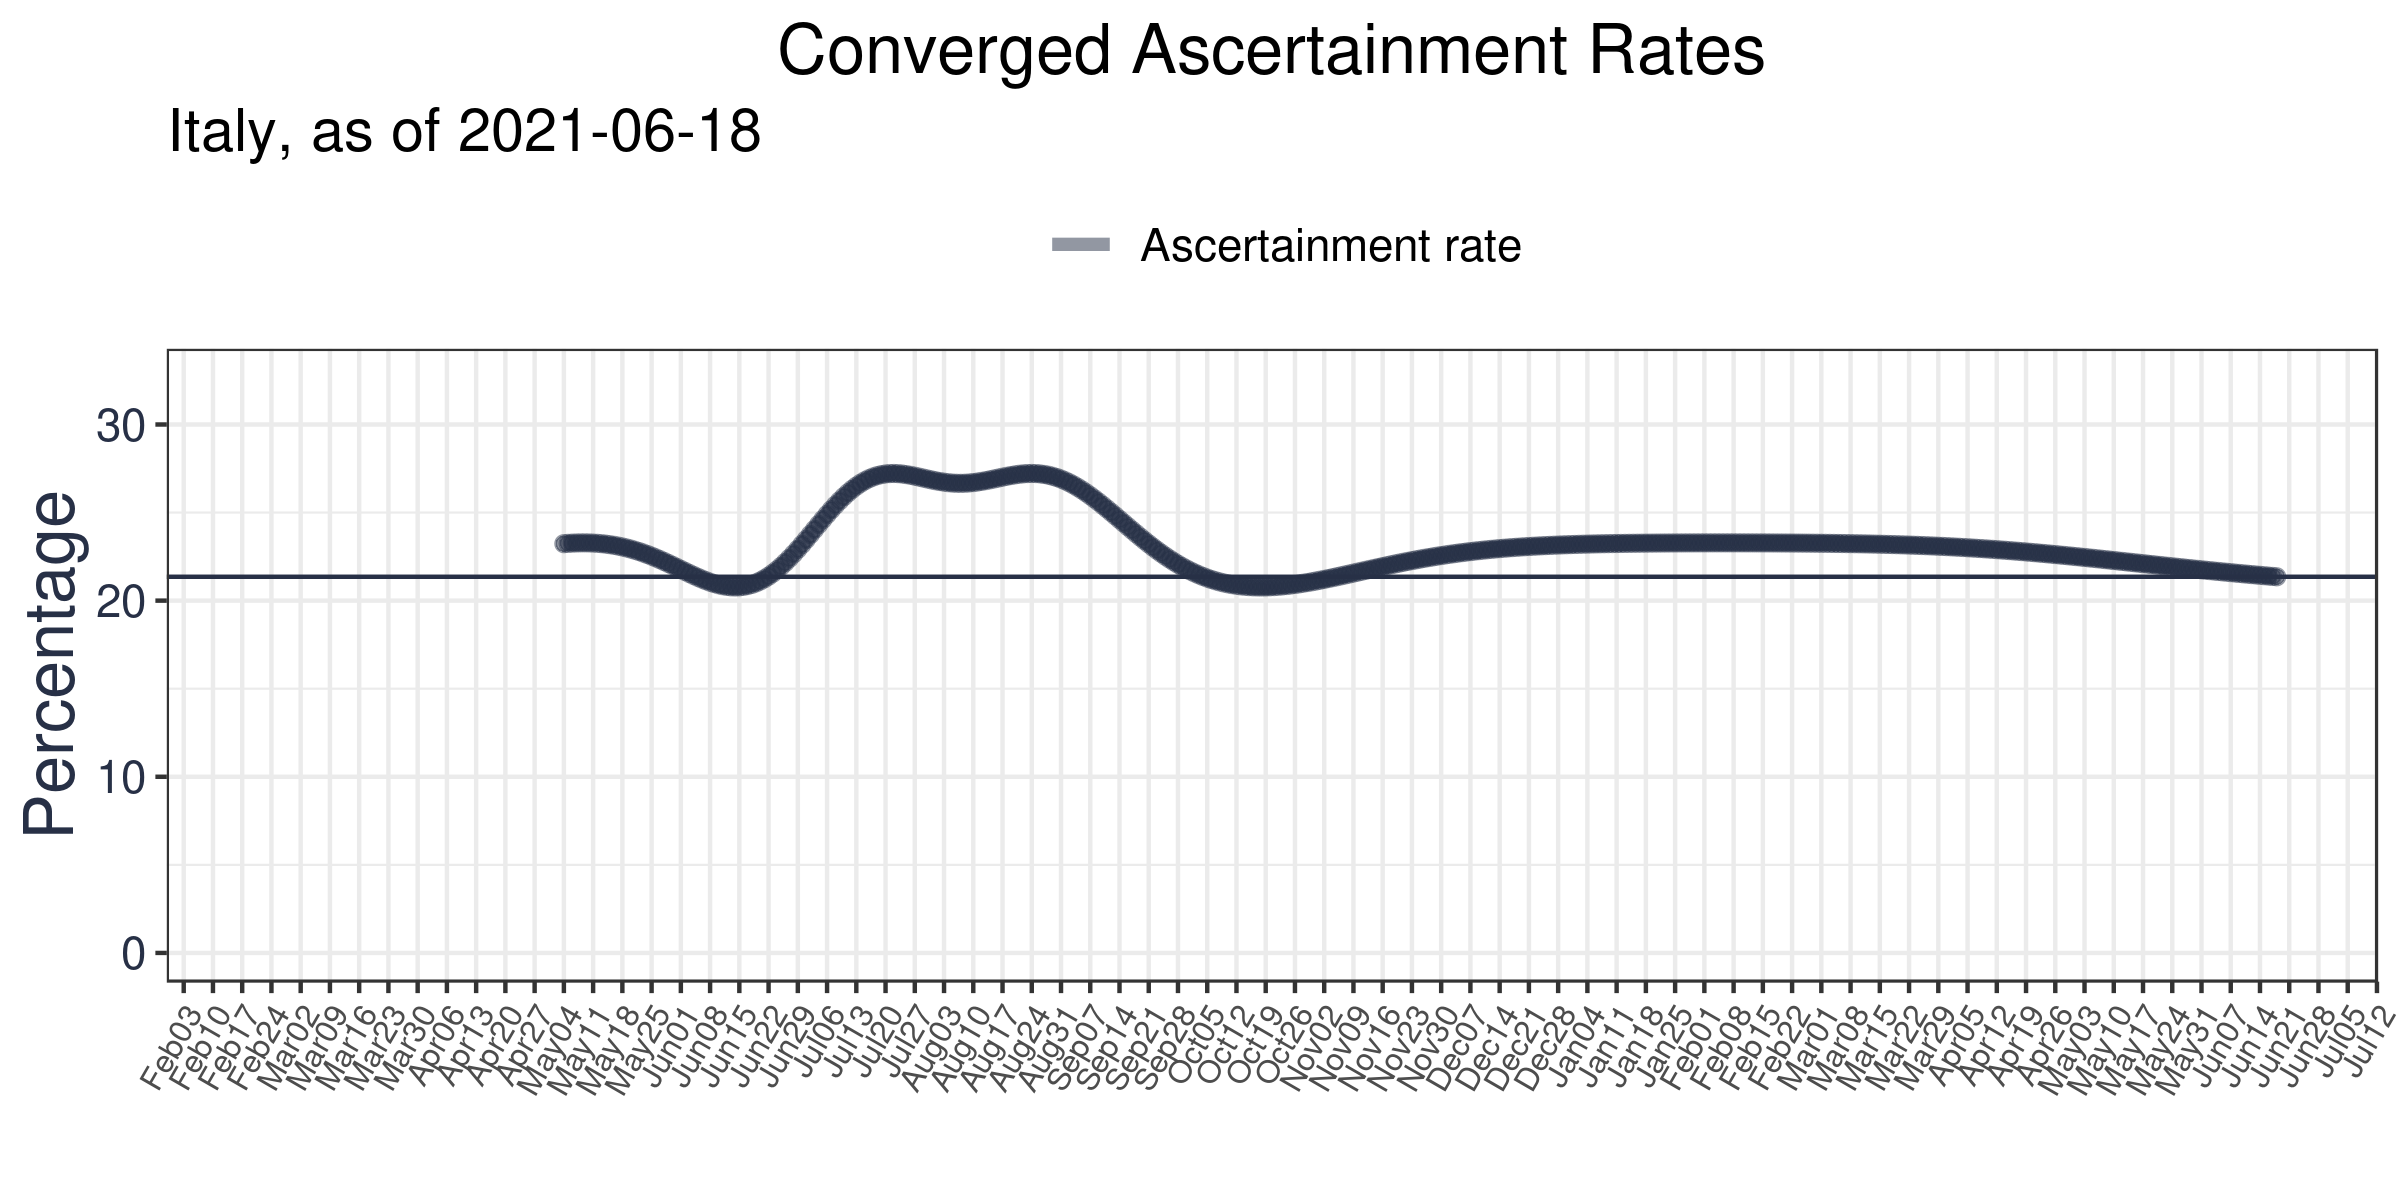 Converged Ascertainment Rates
Italy, as of 2021-06-18
Ascertainment rate
Percentage
30
20
10
0
Feb03
Feb10
Feb17
Feb24
Mar02
Mar09
Mar16
Mar23
Mar30
Apr06
Apr13
Apr20
Apr27
May04
May11
May18
May25
Jun01
Jun08
Jun15
Jun22
Jun29
Jul06
Jul13
Jul20
Jul27
Aug03
Aug10
Aug17
Aug24
Aug31
Sep07
Sep14
Sep21
Sep28
Oct05
Oct12
Oct19
Oct26
Nov02
Nov09
Nov16
Nov23
Nov30
Dec07
Dec14
Dec21
Dec28
Jan04
Jan11
Jan18
Jan25
Feb01
Feb08
Feb15
Feb22
Mar01
Mar08
Mar15
Mar22
Mar29
Apr05
Apr12
Apr19
Apr26
May03
May10
May17
May24
May31
Jun07
Jun14
Jun21
Jun28
Jul05
Jul12